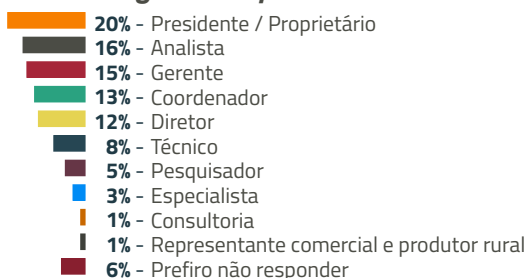 20% - Presidente / Proprietário
16% - Analista
15% - Gerente
13% - Coordenador
12% - Diretor
8% - Técnico
5% - Pesquisador
3% - Especialista
1% - Consultoria
1% - Representante comercial e produtor rural
6% - Prefiro não responder